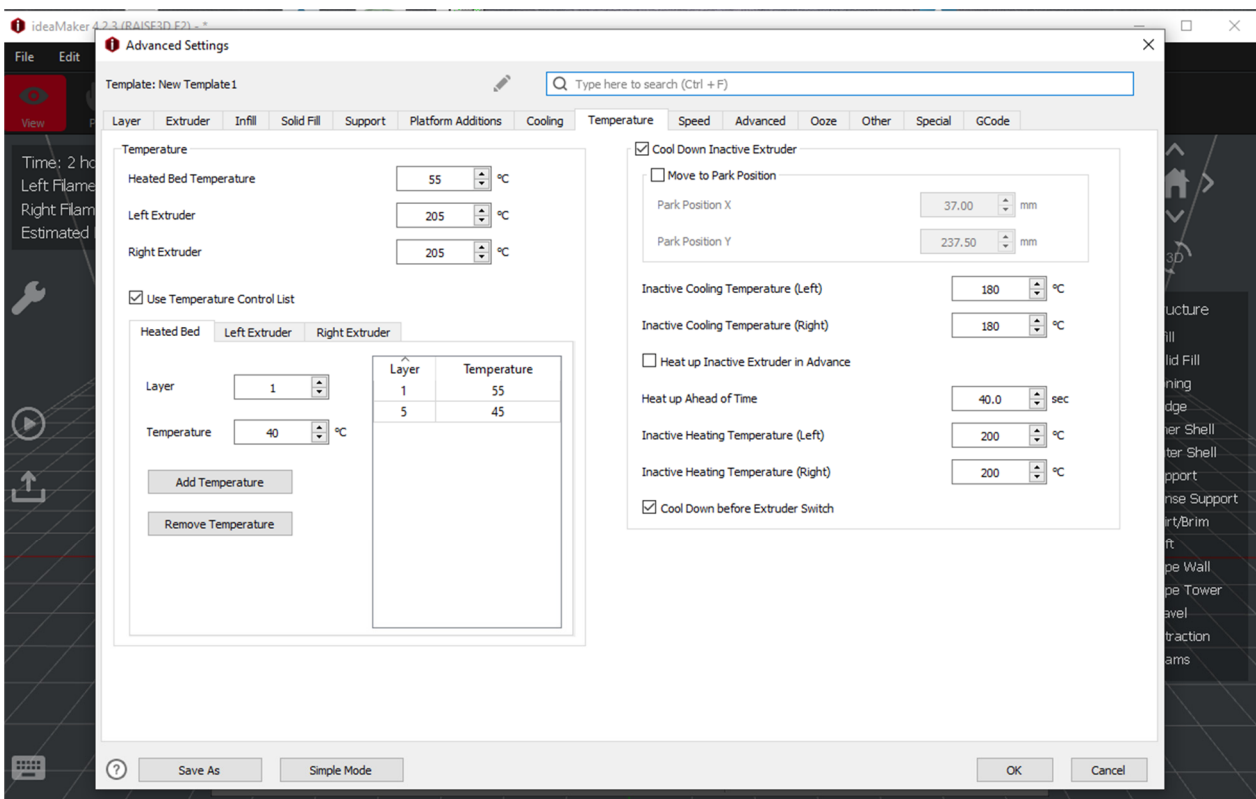 ideaMaker 4.2.3 (RAISE3D E2) - *
File Edit
Advanced Settings
Template: New Template1
Type here to search (Ctrl + F)
View
Layer Extruder Infill Solid Fill Support Platform Additions Cooling Temperature Speed Advanced Ooze Other Special GCode
Time: 2 ho
Left Filame
Right Filam
Estimated
Temperature
Heated Bed Temperature 55 °C
Left Extruder 205 °C
Right Extruder 205 °C
Use Temperature Control List
Heated Bed Left Extruder Right Extruder
Layer 1
Temperature 40 °C
Add Temperature
Remove Temperature
Layer Temperature
1 55
5 45
Cool Down Inactive Extruder
Move to Park Position
Park Position X 37.00 mm
Park Position Y 237.50 mm
Inactive Cooling Temperature (Left) 180 °C
Inactive Cooling Temperature (Right) 180 °C
Heat up Inactive Extruder in Advance
Heat up Ahead of Time 40.0 sec
Inactive Heating Temperature (Left) 200 °C
Inactive Heating Temperature (Right) 200 °C
Cool Down before Extruder Switch
3D
ucture
ill
lid Fill
ning
dge
ner Shell
ter Shell
pport
nse Support
irt/Brim
ft
pe Wall
pe Tower
avel
traction
ams
? Save As Simple Mode OK Cancel